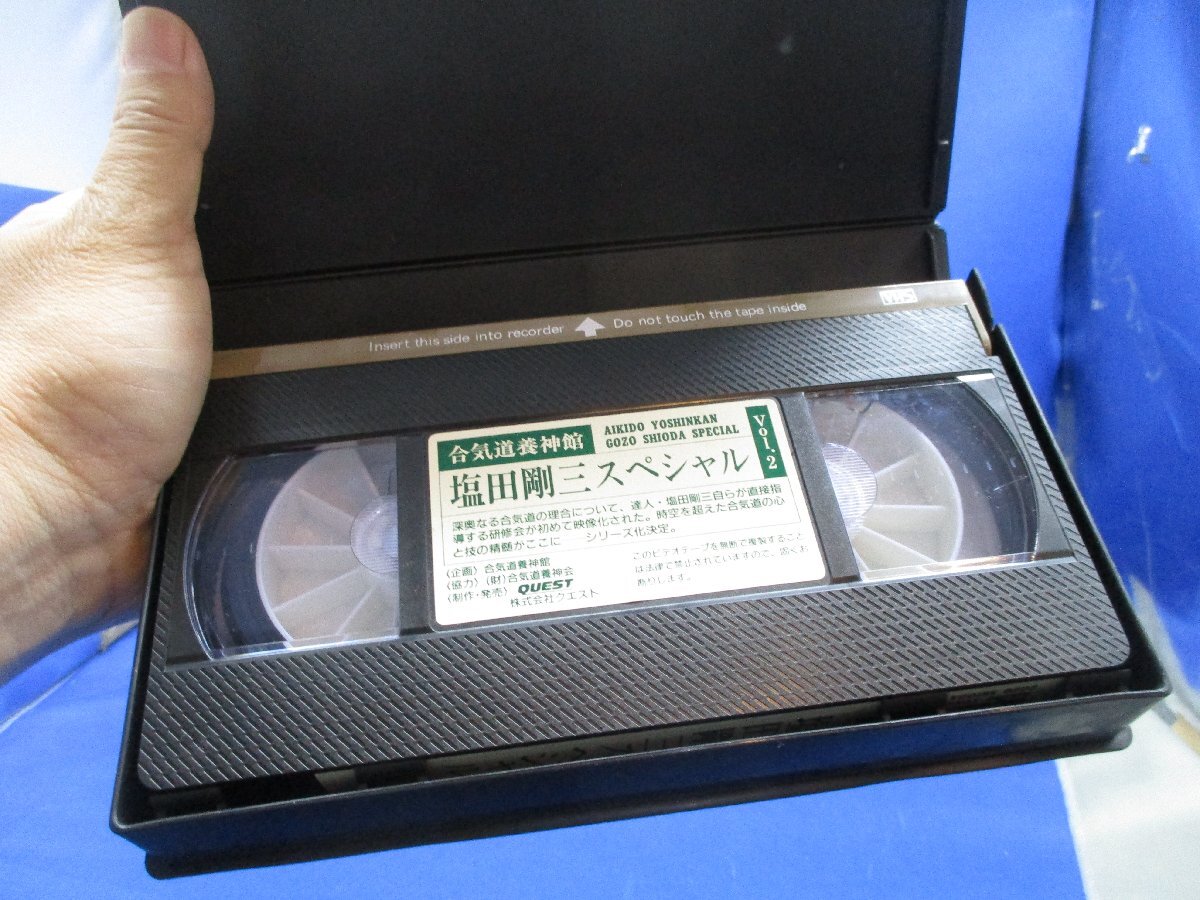 Insert this side into recorder Do not touch the tape inside
VHS
合気道養神館 AIKIDO YOSHINKAN
GOZO SHIODA SPECIAL
Vol.2
塩田剛三スペシャル
深奥なる合気道の理合について、達人・塩田剛三自らが直接指
導する研修会が初めて映像化された。時空を超えた合気道の心
と技の精髄がここに――シリーズ化決定。
〈企画〉合気道養神館
〈協力〉(財)合気道養神会
〈制作・発売〉QUEST
株式会社クエスト
このビデオテープを無断で複製すること
は法律で禁止されていますので、固くお
断りします。